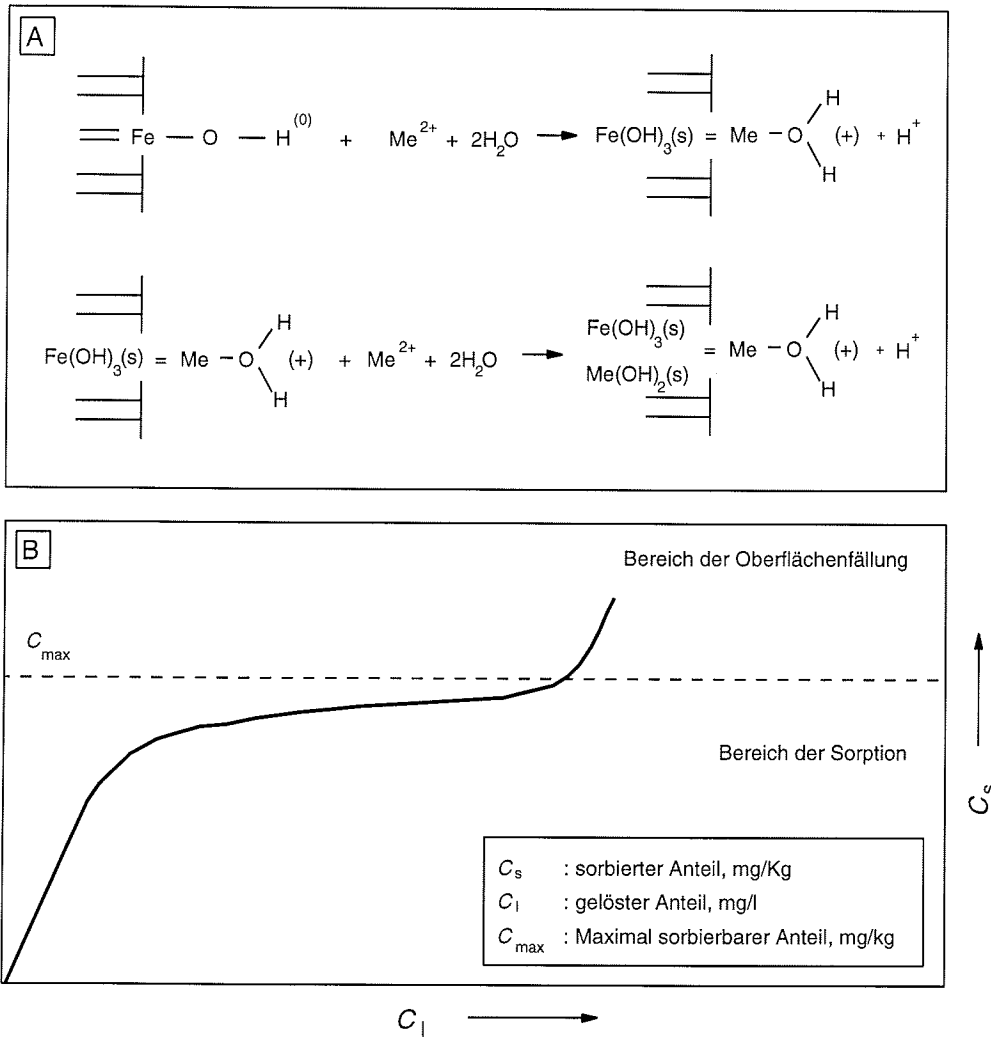 A
Fe — O — H(0) + Me2+ + 2H2O → Fe(OH)3(s) = Me – O H H (+) + H+
Fe(OH)3(s) = Me – O H H (+) + Me2+ + 2H2O → Fe(OH)3(s) Me(OH)2(s) = Me – O H H (+) + H+
B
Bereich der Oberflächenfällung
Cmax
Bereich der Sorption
Cs : sorbierter Anteil, mg/Kg
Cl : gelöster Anteil, mg/l
Cmax : Maximal sorbierbarer Anteil, mg/kg
Cs
Cl